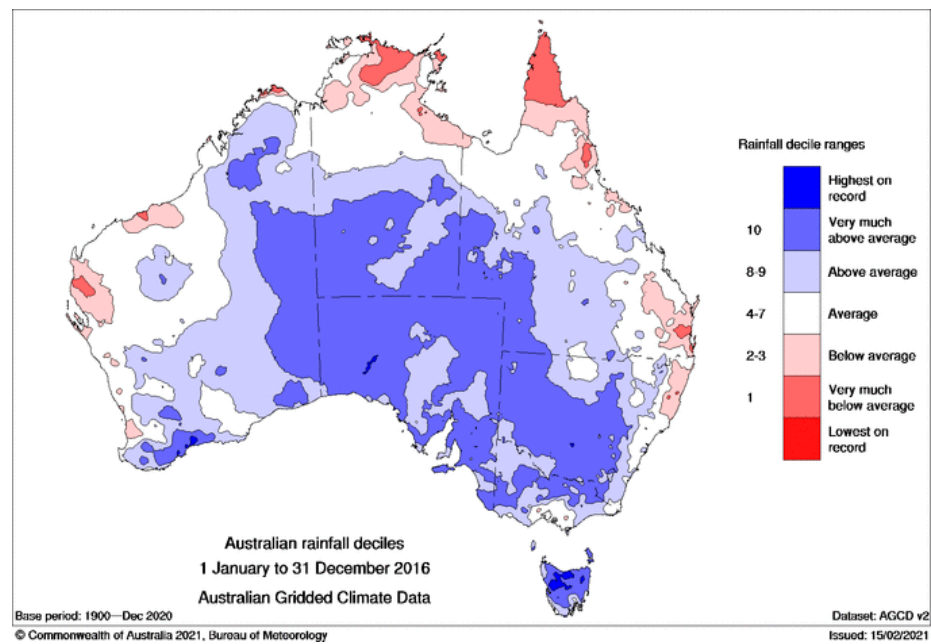 Rainfall decile ranges
Highest on
record
10
Very much
above average
8-9
Above average
4-7
Average
2-3
Below average
1
Very much
below average
Lowest on
record
Australian rainfall deciles
1 January to 31 December 2016
Australian Gridded Climate Data
Base period: 1900—Dec 2020
Dataset: AGCD v2
© Commonwealth of Australia 2021, Bureau of Meteorology
Issued: 15/02/2021